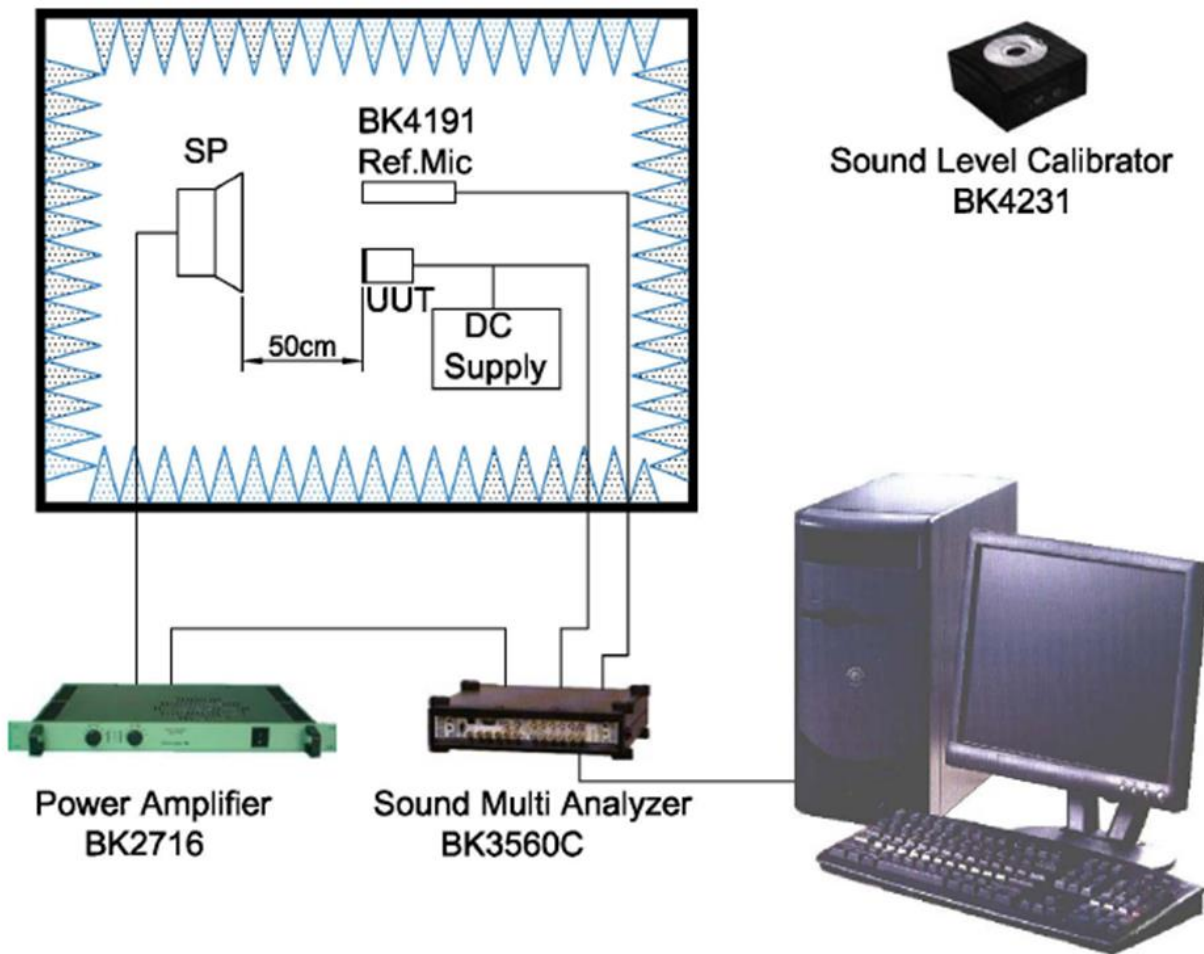 SP
BK4191
Ref.Mic
UUT
50cm
DC
Supply
Sound Level Calibrator
BK4231
Power Amplifier
BK2716
Sound Multi Analyzer
BK3560C